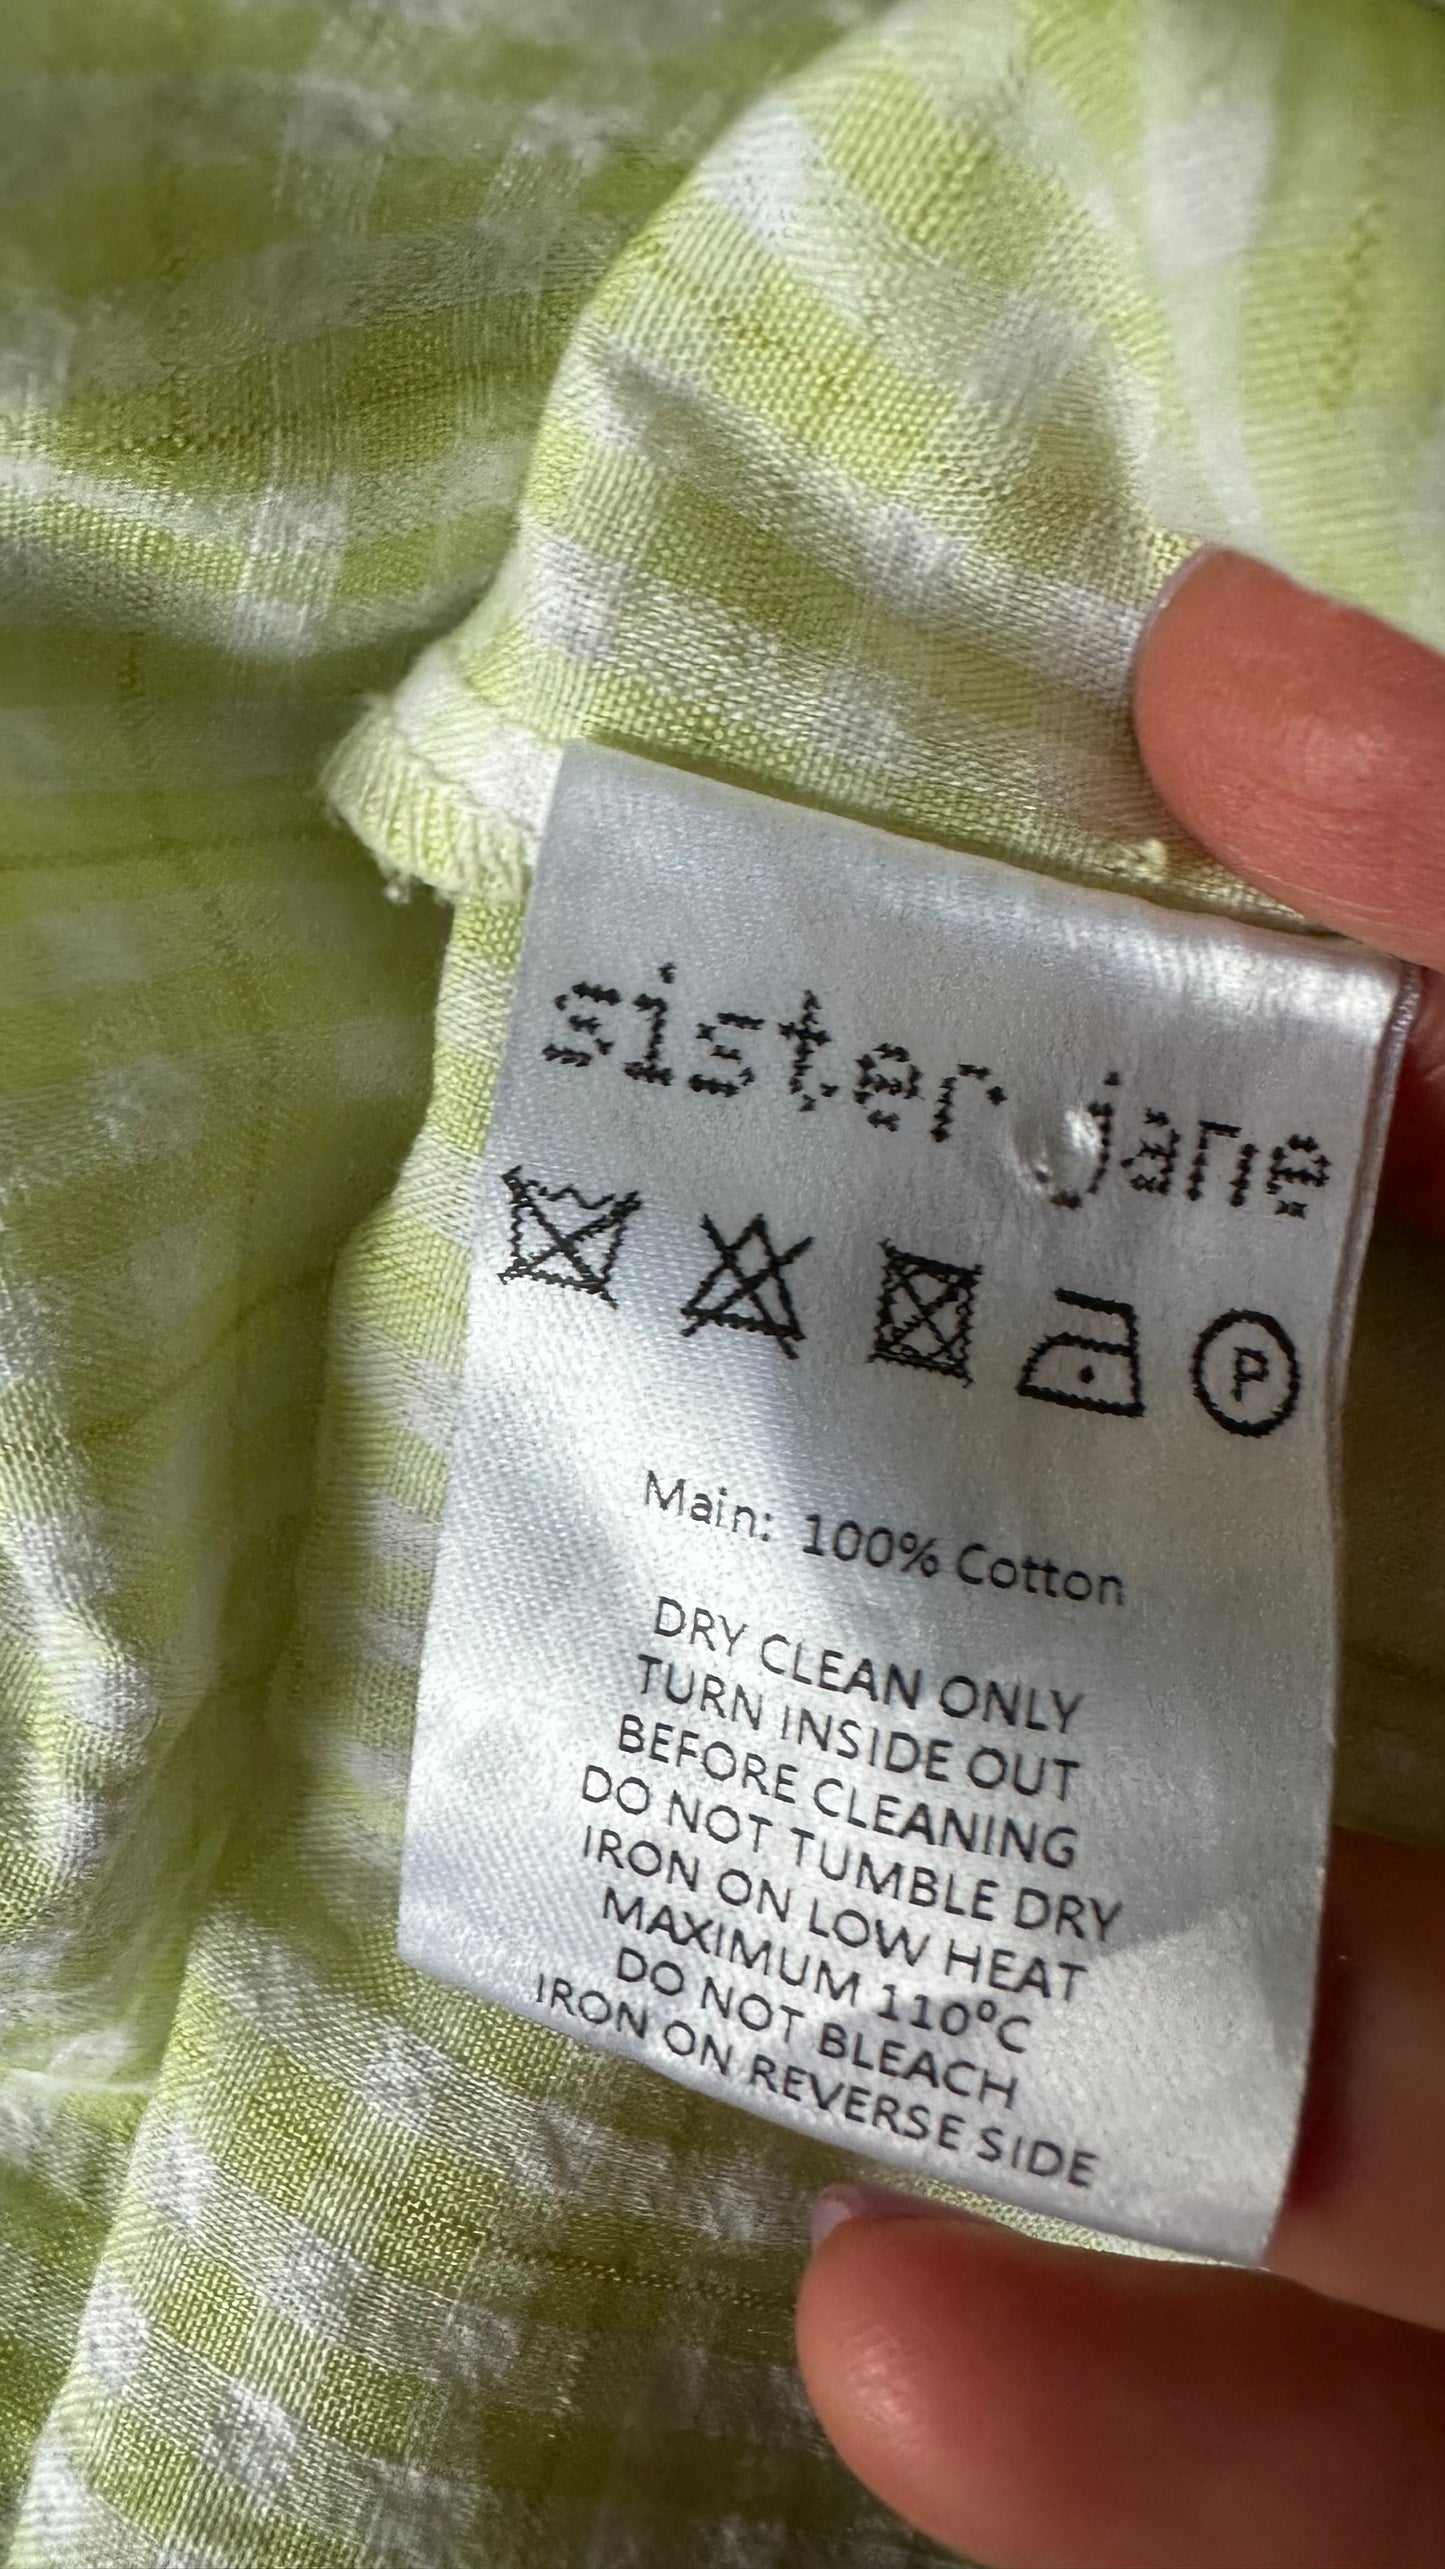 sister jane
P
Main: 100% Cotton
DRY CLEAN ONLY
TURN INSIDE OUT
BEFORE CLEANING
DO NOT TUMBLE DRY
IRON ON LOW HEAT
MAXIMUM 110ºC
DO NOT BLEACH
IRON ON REVERSE SIDE